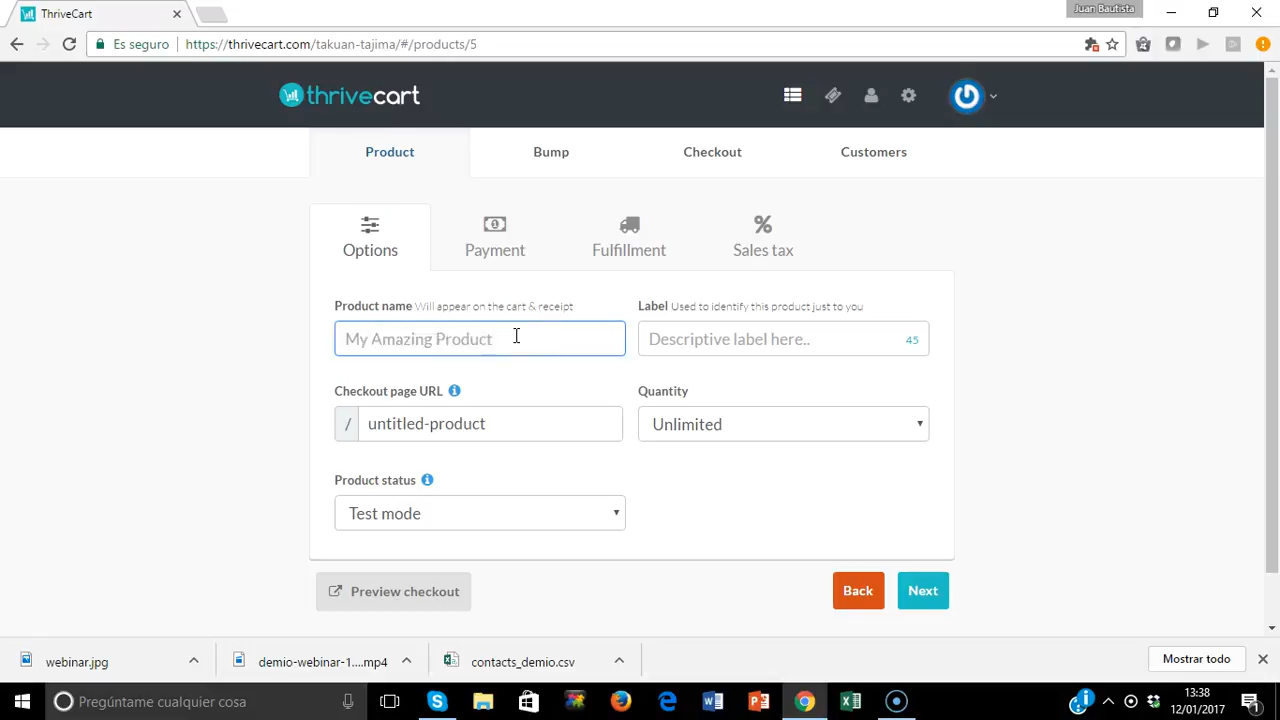 ThriveCart
Juan Bautista
Es seguro https://thrivecart.com/takuan-tajima/#/products/5
thrivecart
Product Bump Checkout Customers
Options Payment Fulfillment Sales tax
Product name Will appear on the cart & receipt Label Used to identify this product just to you
My Amazing Product Descriptive label here.. 45
Checkout page URL Quantity
/ untitled-product Unlimited
Product status
Test mode
Preview checkout Back Next
webinar.jpg demio-webinar-1....mp4 contacts_demio.csv Mostrar todo
Pregúntame cualquier cosa 13:38
12/01/2017